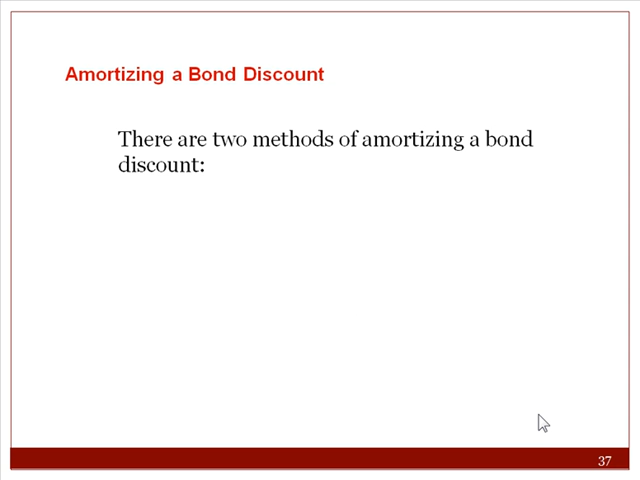 Amortizing a Bond Discount
There are two methods of amortizing a bond
discount:
37